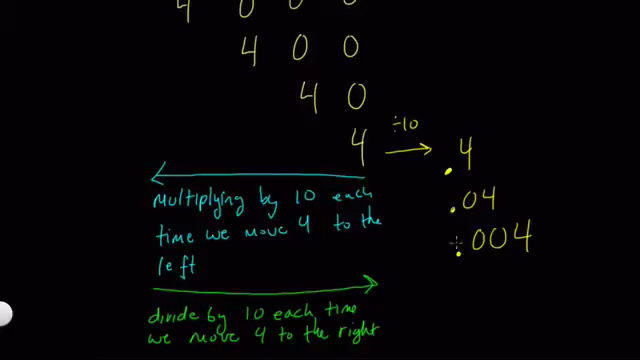 4 0 0 0
4 0 0
4 0
4 ÷10 → .4
.04
.004
multiplying by 10 each
time we move 4 to the
left
divide by 10 each time
we move 4 to the right